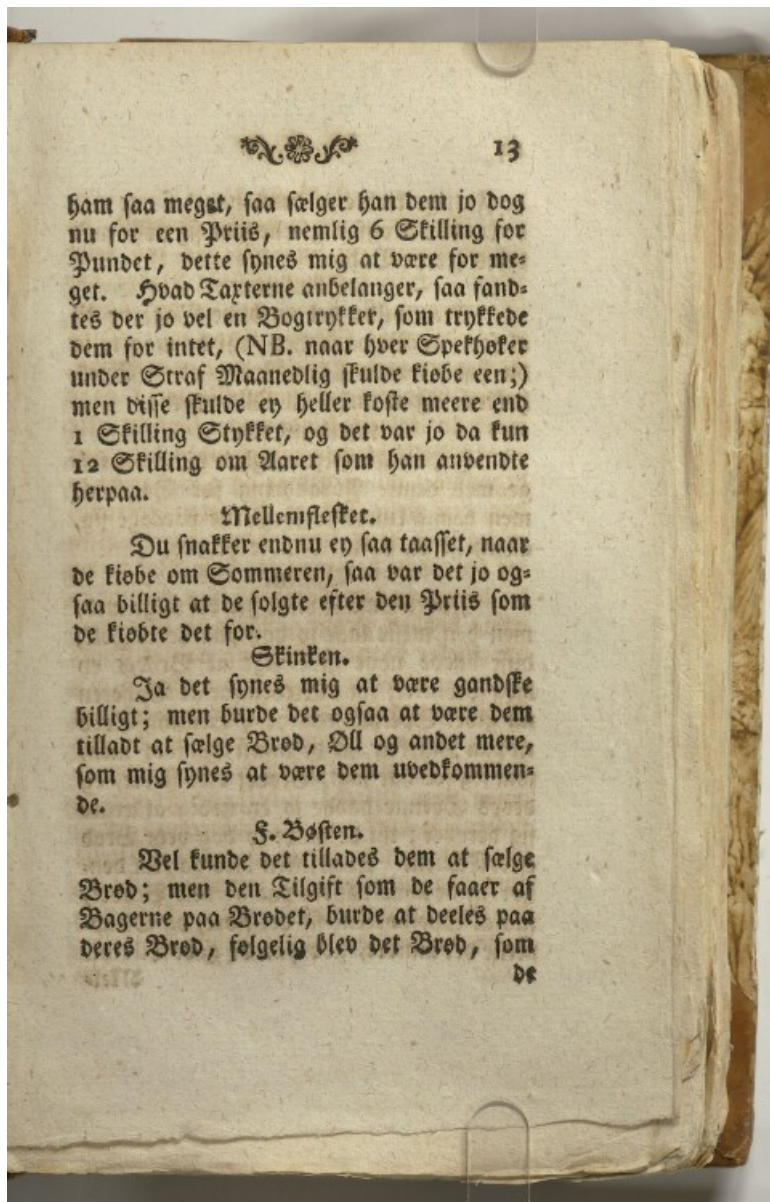 13
ham saa meget, saa sælger han dem jo dog
nu for een Priis, nemlig 6 Skilling for
Pundet, dette synes mig at være for me-
get. Hvad Taxterne anbelanger, saa fand-
tes der jo vel en Bogtrykker, som trykkede
dem for intet, (NB. naar hver Spekhøker
under Straf Maanedlig skulde kiøbe een;)
men disse skulde ey heller koste meere end
1 Skilling Stykket, og det var jo da kun
12 Skilling om Aaret som han anvendte
herpaa.
Mellemflesket.
Du snakker endnu ey saa taasset, naar
de kiøbe om Sommeren, saa var det jo og-
saa billigt at de solgte efter den Priis som
de kiøbte det for.
Skinken.
Ja det synes mig at være gandske
billigt; men burde det ogsaa at være dem
tilladt at sælge Brød, Øll og andet mere,
som mig synes at være dem uvedkommen-
de.
F. Bøsten.
Vel kunde det tillades dem at sælge
Brød; men den Tilgift som de faaer af
Bagerne paa Brødet, burde at deeles paa
deres Brød, følgelig blev det Brød, som
de